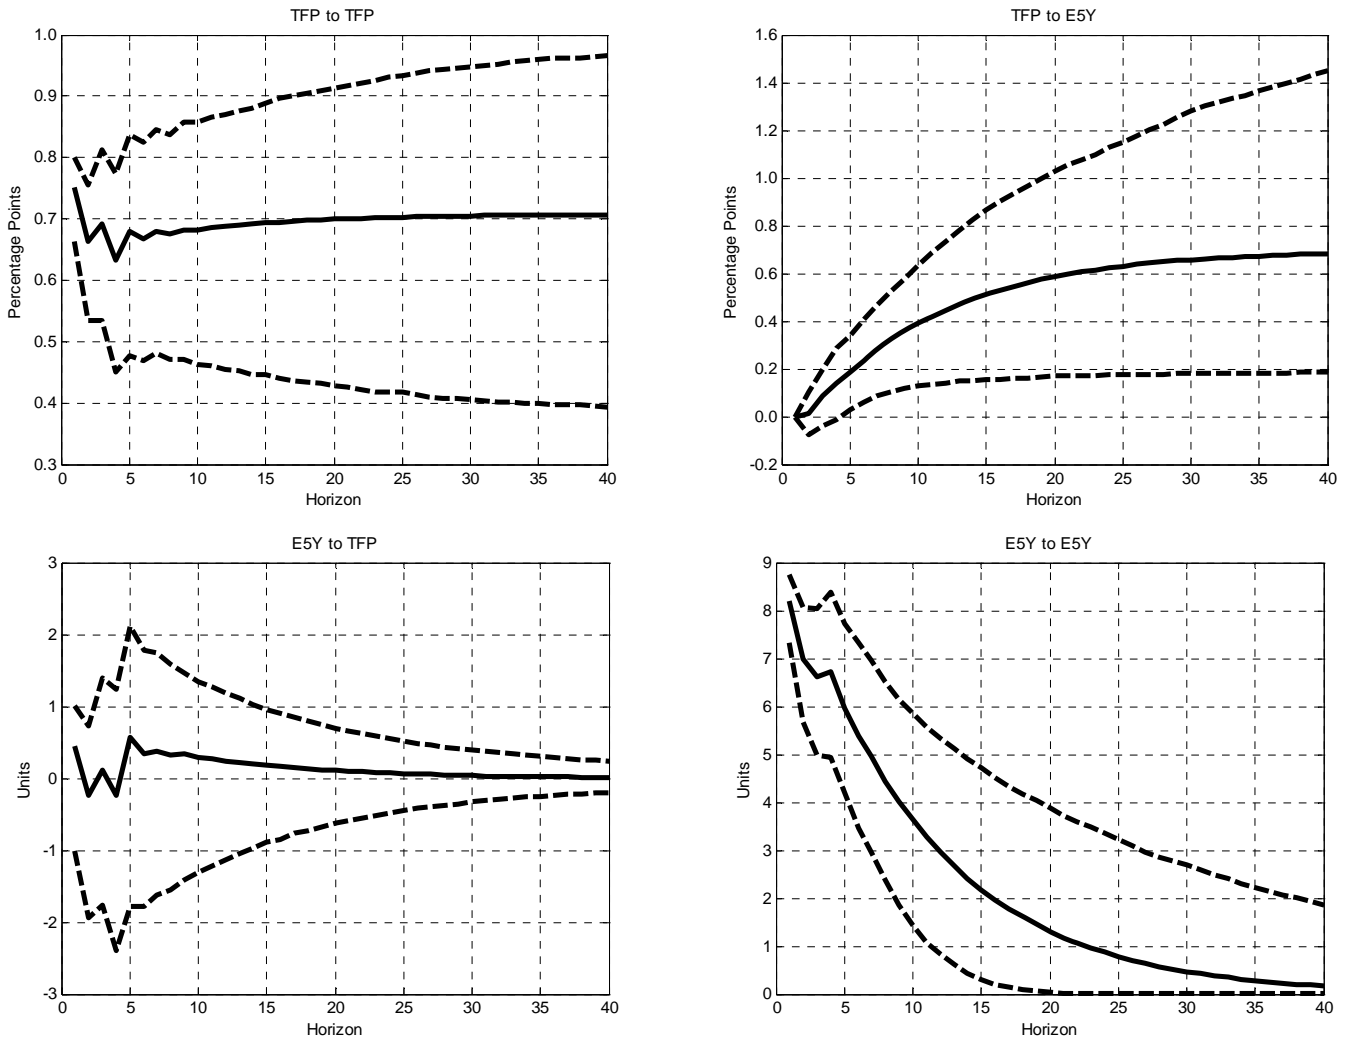 TFP to TFP
1.0
0.9
0.8
0.7
0.6
0.5
0.4
0.3
Percentage Points
0 5 10 15 20 25 30 35 40
Horizon
TFP to E5Y
1.6
1.4
1.2
1.0
0.8
0.6
0.4
0.2
0.0
-0.2
Percentage Points
0 5 10 15 20 25 30 35 40
Horizon
E5Y to TFP
3
2
1
0
-1
-2
-3
Units
0 5 10 15 20 25 30 35 40
Horizon
E5Y to E5Y
9
8
7
6
5
4
3
2
1
0
Units
0 5 10 15 20 25 30 35 40
Horizon